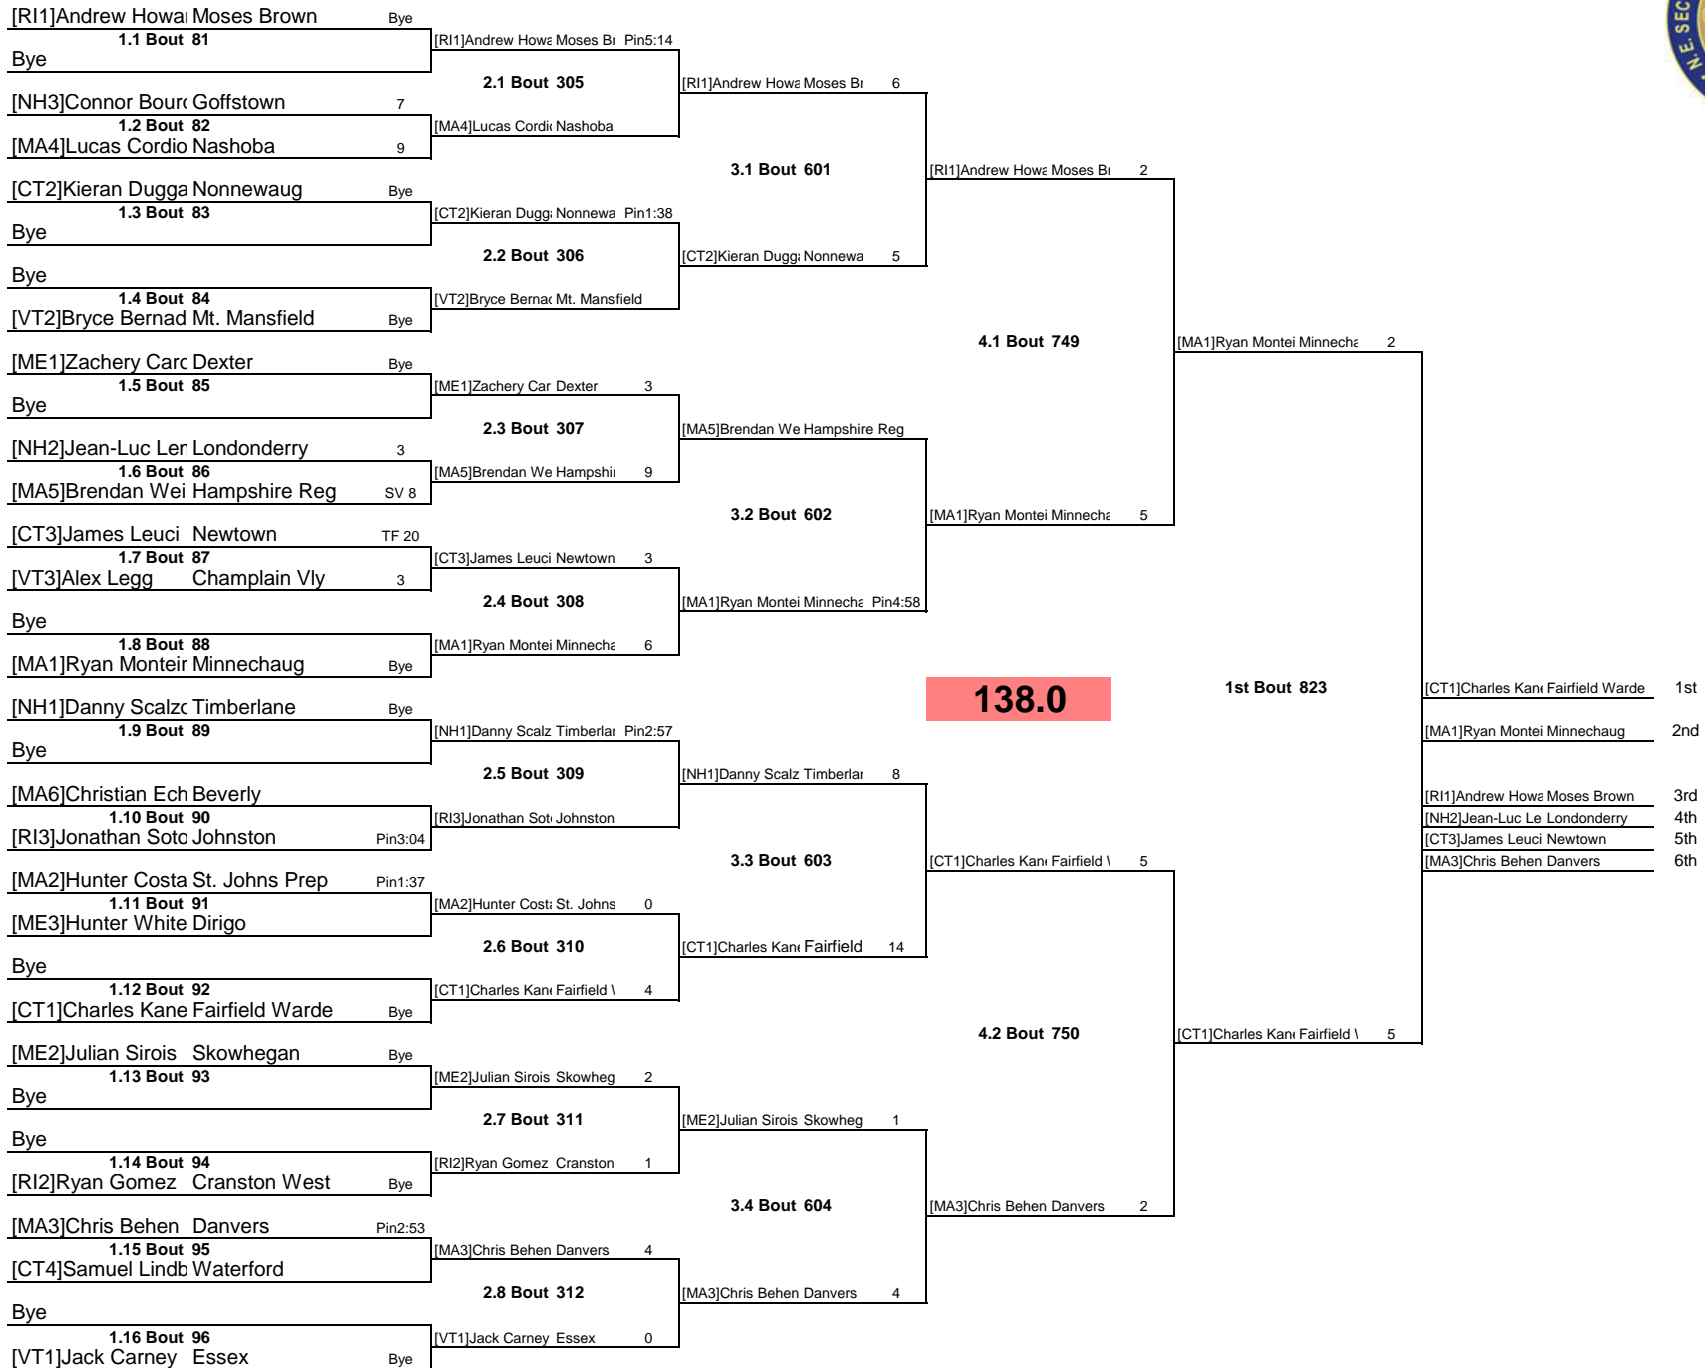 [RI1]Andrew Howa Moses Brown Bye
1.1 Bout 81
Bye
[NH3]Connor Bourc Goffstown 7
1.2 Bout 82
[MA4]Lucas Cordio Nashoba 9
[CT2]Kieran Dugga Nonnewaug Bye
1.3 Bout 83
Bye
Bye
1.4 Bout 84
[VT2]Bryce Bernad Mt. Mansfield Bye
[ME1]Zachery Carc Dexter Bye
1.5 Bout 85
Bye
[NH2]Jean-Luc Ler Londonderry 3
1.6 Bout 86
[MA5]Brendan Wei Hampshire Reg SV 8
[CT3]James Leuci Newtown TF 20
1.7 Bout 87
[VT3]Alex Legg Champlain Vly 3
Bye
1.8 Bout 88
[MA1]Ryan Monteir Minnechaug Bye
[NH1]Danny Scalzo Timberlane Bye
1.9 Bout 89
Bye
[MA6]Christian Ech Beverly
1.10 Bout 90
[RI3]Jonathan Soto Johnston Pin3:04
[MA2]Hunter Costa St. Johns Prep Pin1:37
1.11 Bout 91
[ME3]Hunter White Dirigo
Bye
1.12 Bout 92
[CT1]Charles Kane Fairfield Warde Bye
[ME2]Julian Sirois Skowhegan Bye
1.13 Bout 93
Bye
Bye
1.14 Bout 94
[RI2]Ryan Gomez Cranston West Bye
[MA3]Chris Behen Danvers Pin2:53
1.15 Bout 95
[CT4]Samuel Lindb Waterford
Bye
1.16 Bout 96
[VT1]Jack Carney Essex Bye
[RI1]Andrew Howa Moses Br Pin5:14
2.1 Bout 305
[MA4]Lucas Cordi Nashoba
[CT2]Kieran Dugg Nonnewa Pin1:38
2.2 Bout 306
[VT2]Bryce Bernac Mt. Mansfield
[ME1]Zachery Car Dexter 3
2.3 Bout 307
[MA5]Brendan We Hampshi 9
[CT3]James Leuci Newtown 3
2.4 Bout 308
[MA1]Ryan Montei Minnecha 6
[NH1]Danny Scalz Timberlar Pin2:57
2.5 Bout 309
[RI3]Jonathan Sot Johnston
[MA2]Hunter Costa St. Johns 0
2.6 Bout 310
[CT1]Charles Kane Fairfield \ 4
[ME2]Julian Sirois Skowheg 2
2.7 Bout 311
[RI2]Ryan Gomez Cranston 1
[MA3]Chris Behen Danvers 4
2.8 Bout 312
[VT1]Jack Carney Essex 0
[RI1]Andrew Howa Moses Br 6
3.1 Bout 601
[CT2]Kieran Dugga Nonnewa 5
[MA5]Brendan We Hampshire Reg
3.2 Bout 602
[MA1]Ryan Montei Minnecha Pin4:58
[NH1]Danny Scalz Timberlar 8
3.3 Bout 603
[CT1]Charles Kane Fairfield 14
[ME2]Julian Sirois Skowheg 1
3.4 Bout 604
[MA3]Chris Behen Danvers 4
[RI1]Andrew Howa Moses Br 2
4.1 Bout 749
[MA1]Ryan Montei Minnecha 5
138.0
[CT1]Charles Kane Fairfield \ 5
4.2 Bout 750
[MA3]Chris Behen Danvers 2
[MA1]Ryan Montei Minnecha 2
1st Bout 823
[CT1]Charles Kane Fairfield \ 5
[CT1]Charles Kane Fairfield Warde 1st
[MA1]Ryan Montei Minnechaug 2nd
[RI1]Andrew Howa Moses Brown 3rd
[NH2]Jean-Luc Le Londonderry 4th
[CT3]James Leuci Newtown 5th
[MA3]Chris Behen Danvers 6th
N.E. SEC